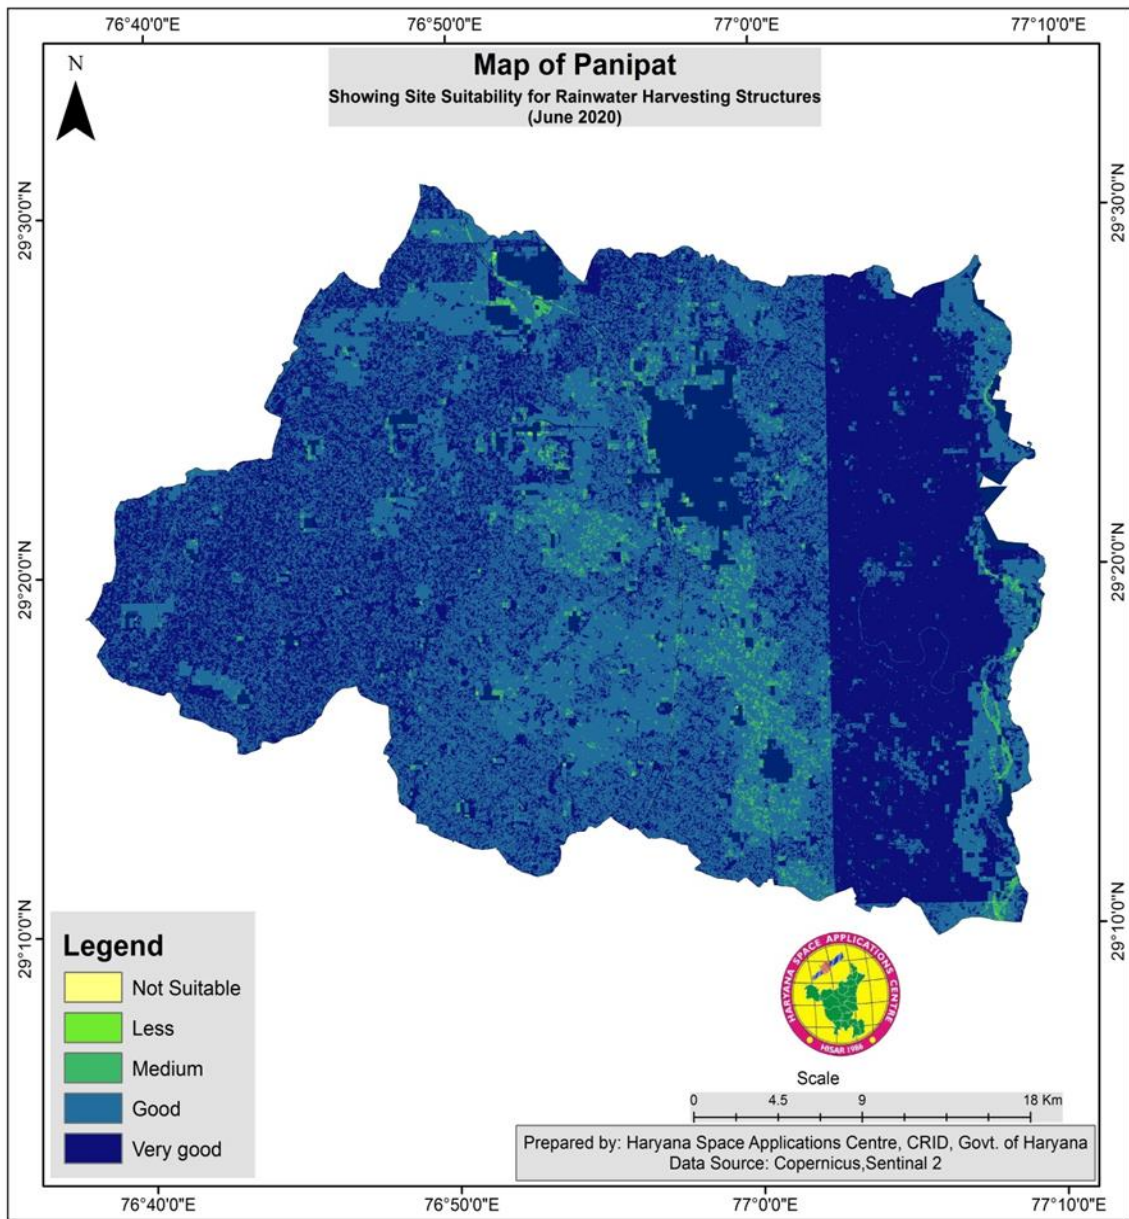 76°40'0"E 76°50'0"E 77°0'0"E 77°10'0"E
N
Map of Panipat
Showing Site Suitability for Rainwater Harvesting Structures
(June 2020)
29°30'0"N
29°30'0"N
29°20'0"N
29°20'0"N
29°10'0"N
29°10'0"N
Legend
Not Suitable
Less
Medium
Good
Very good
HARYANA SPACE APPLICATIONS CENTRE
HISAR 1986
Scale
0 4.5 9 18 Km
Prepared by: Haryana Space Applications Centre, CRID, Govt. of Haryana
Data Source: Copernicus,Sentinal 2
76°40'0"E 76°50'0"E 77°0'0"E 77°10'0"E